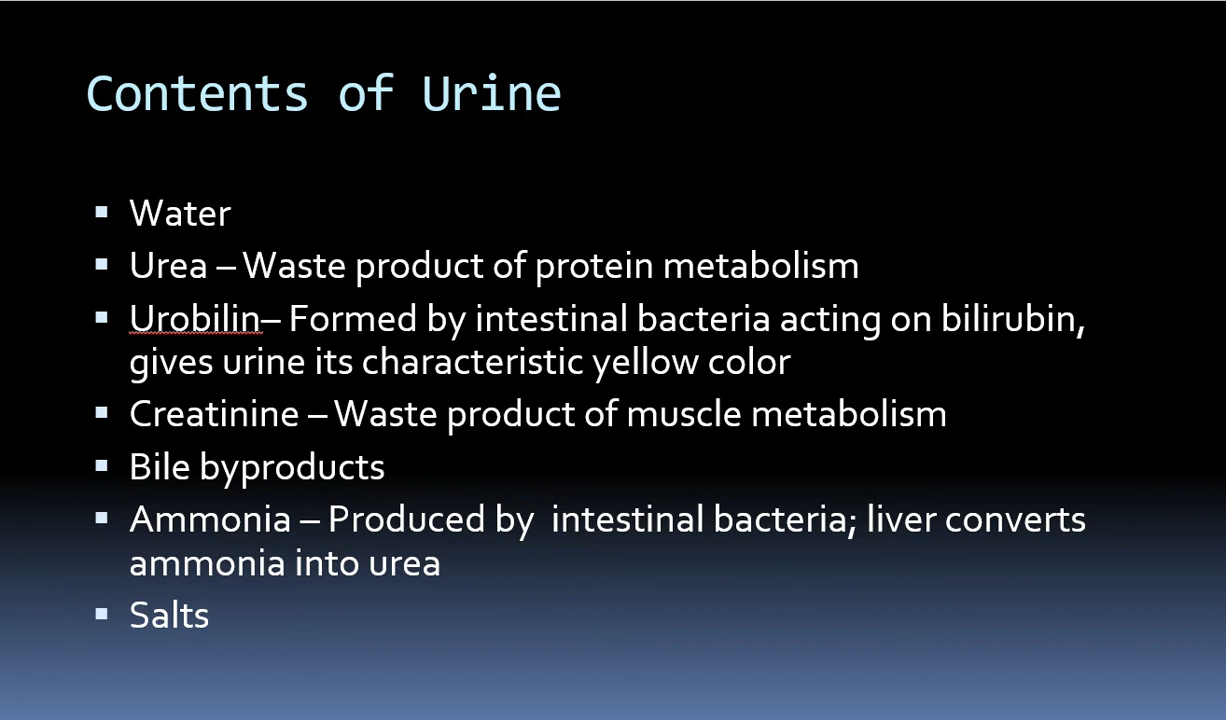 Contents of Urine
Water
Urea – Waste product of protein metabolism
Urobilin– Formed by intestinal bacteria acting on bilirubin,
gives urine its characteristic yellow color
Creatinine – Waste product of muscle metabolism
Bile byproducts
Ammonia – Produced by  intestinal bacteria; liver converts
ammonia into urea
Salts